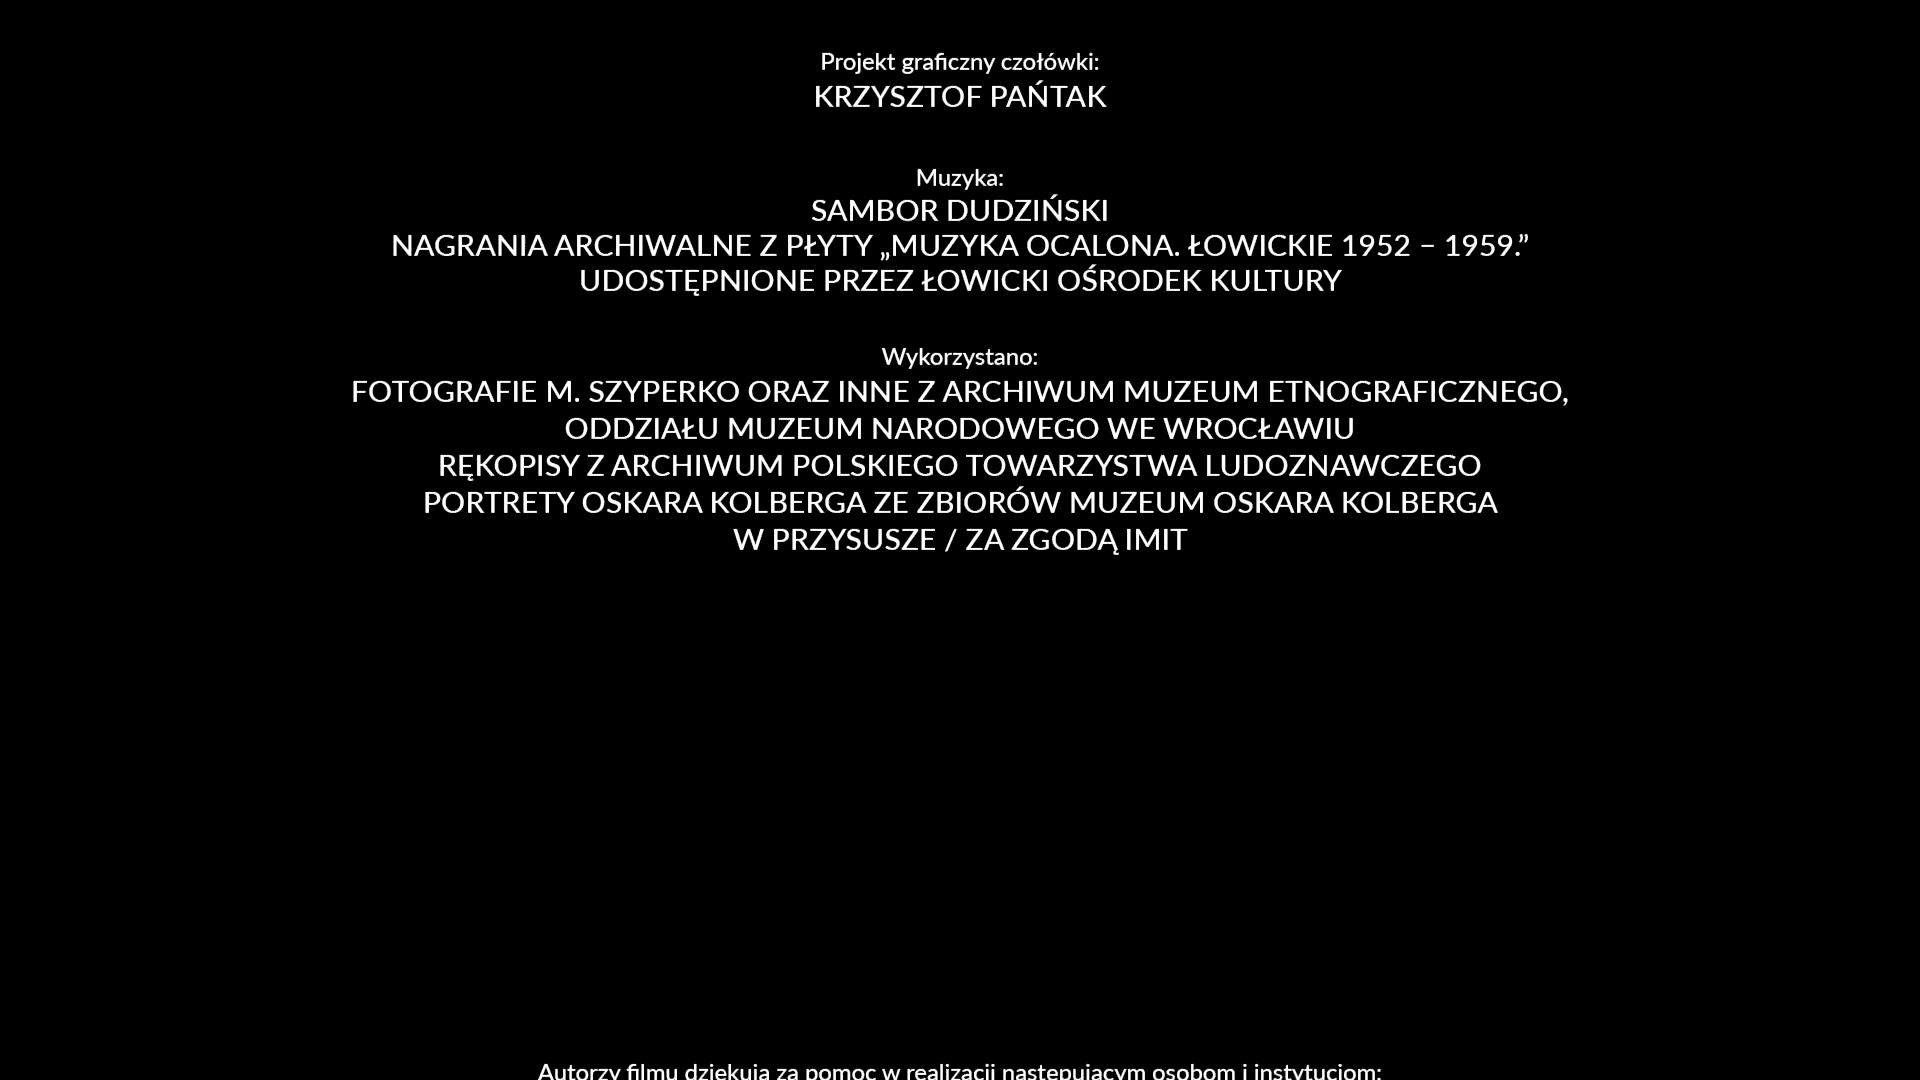 Projekt graficzny czołówki:
KRZYSZTOF PAŃTAK
Muzyka:
SAMBOR DUDZIŃSKI
NAGRANIA ARCHIWALNE Z PŁYTY „MUZYKA OCALONA. ŁOWICKIE 1952 – 1959.”
UDOSTĘPNIONE PRZEZ ŁOWICKI OŚRODEK KULTURY
Wykorzystano:
FOTOGRAFIE M. SZYPERKO ORAZ INNE Z ARCHIWUM MUZEUM ETNOGRAFICZNEGO,
ODDZIAŁU MUZEUM NARODOWEGO WE WROCŁAWIU
RĘKOPISY Z ARCHIWUM POLSKIEGO TOWARZYSTWA LUDOZNAWCZEGO
PORTRETY OSKARA KOLBERGA ZE ZBIORÓW MUZEUM OSKARA KOLBERGA
W PRZYSUSZE / ZA ZGODĄ IMIT
Autorzy filmu dziękują za pomoc w realizacji następującym osobom i instytucjom: